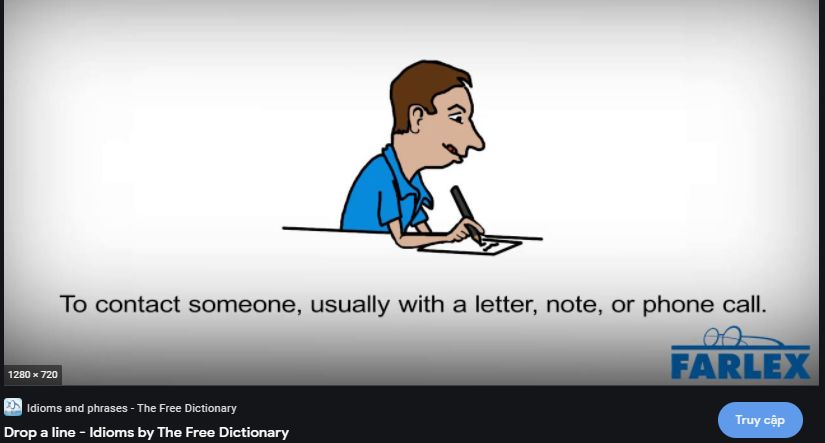 To contact someone, usually with a letter, note, or phone call.
FARLEX
1280 × 720
Idioms and phrases - The Free Dictionary
Drop a line - Idioms by The Free Dictionary
Truy cập